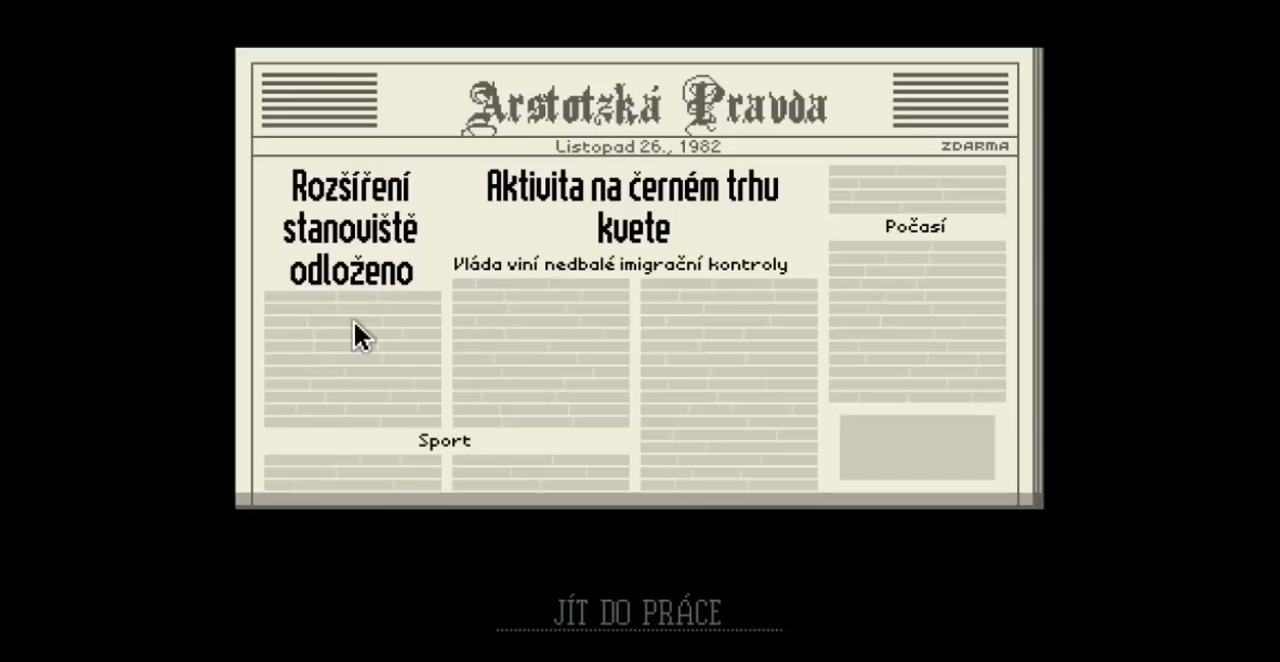 Arstotzká Pravda
Listopad 26., 1982
ZDARMA
Rozšíření
stanoviště
odloženo
Aktivita na černém trhu
kvete
Vláda viní nedbalé imigrační kontroly
Počasí
Sport
JÍT DO PRÁCE